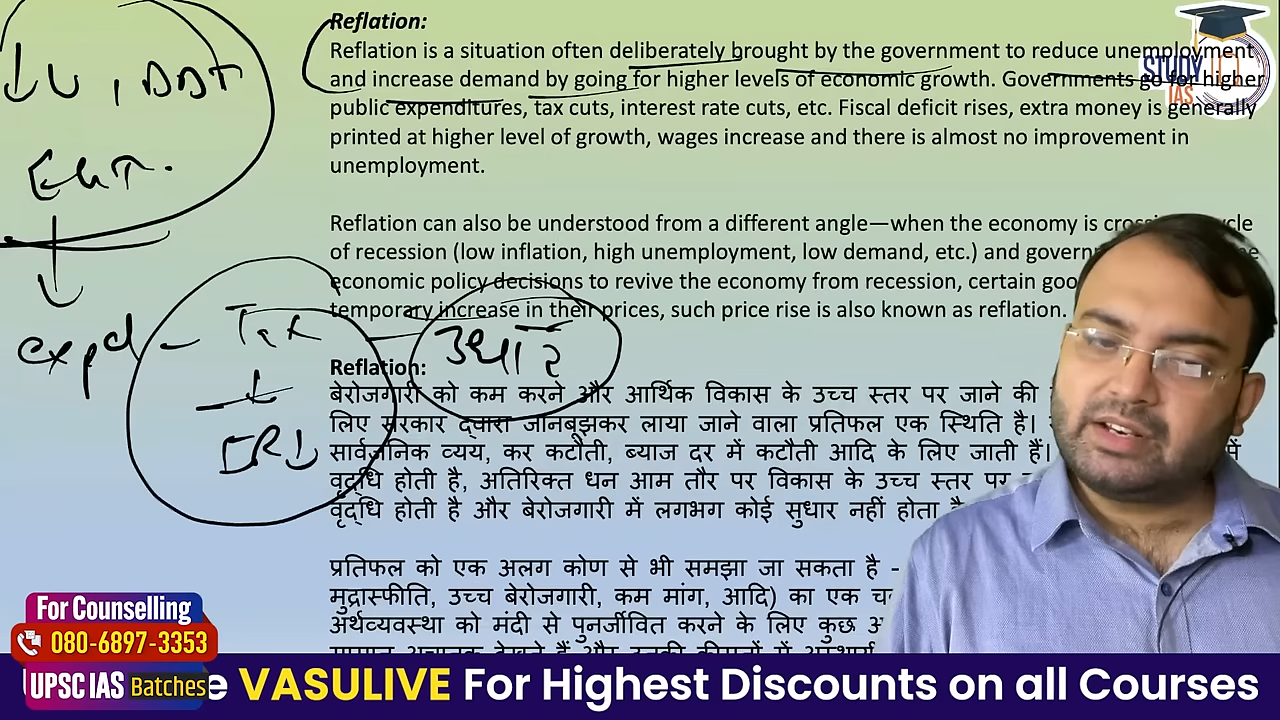 Reflation:
Reflation is a situation often deliberately brought by the government to reduce unemployment
and increase demand by going for higher levels of economic growth. Governments go for higher
public expenditures, tax cuts, interest rate cuts, etc. Fiscal deficit rises, extra money is generally
printed at higher level of growth, wages increase and there is almost no improvement in
unemployment.
Reflation can also be understood from a different angle—when the economy is crossing cycle
of recession (low inflation, high unemployment, low demand, etc.) and
economic policy decisions to revive the economy from recession, certain
temporary increase in their prices, such price rise is also known as reflation.
Reflation:
बेरोजगारी को कम करने और आर्थिक विकास के उच्च स्तर पर जाने की
लिए सरकार द्वारा जानबूझकर लाया जाने वाला प्रतिफल एक स्थिति है।
सार्वजनिक व्यय, कर कटौती, ब्याज दर में कटौती आदि के लिए जाती हैं। में
वृद्धि होती है, अतिरिक्त धन आम तौर पर विकास के उच्च स्तर पर
वृद्धि होती है और बेरोजगारी में लगभग कोई सुधार नहीं होता
प्रतिफल को एक अलग कोण से भी समझा जा सकता है -
मुद्रास्फीति, उच्च बेरोजगारी, कम मांग, आदि) का एक
अर्थव्यवस्था को मंदी से पुनर्जीवित करने के लिए कुछ
expd - Tax
उधार
STUDY IQ
IAS
For Counselling
080-6897-3353
UPSC IAS Batches
e VASULIVE For Highest Discounts on all Courses